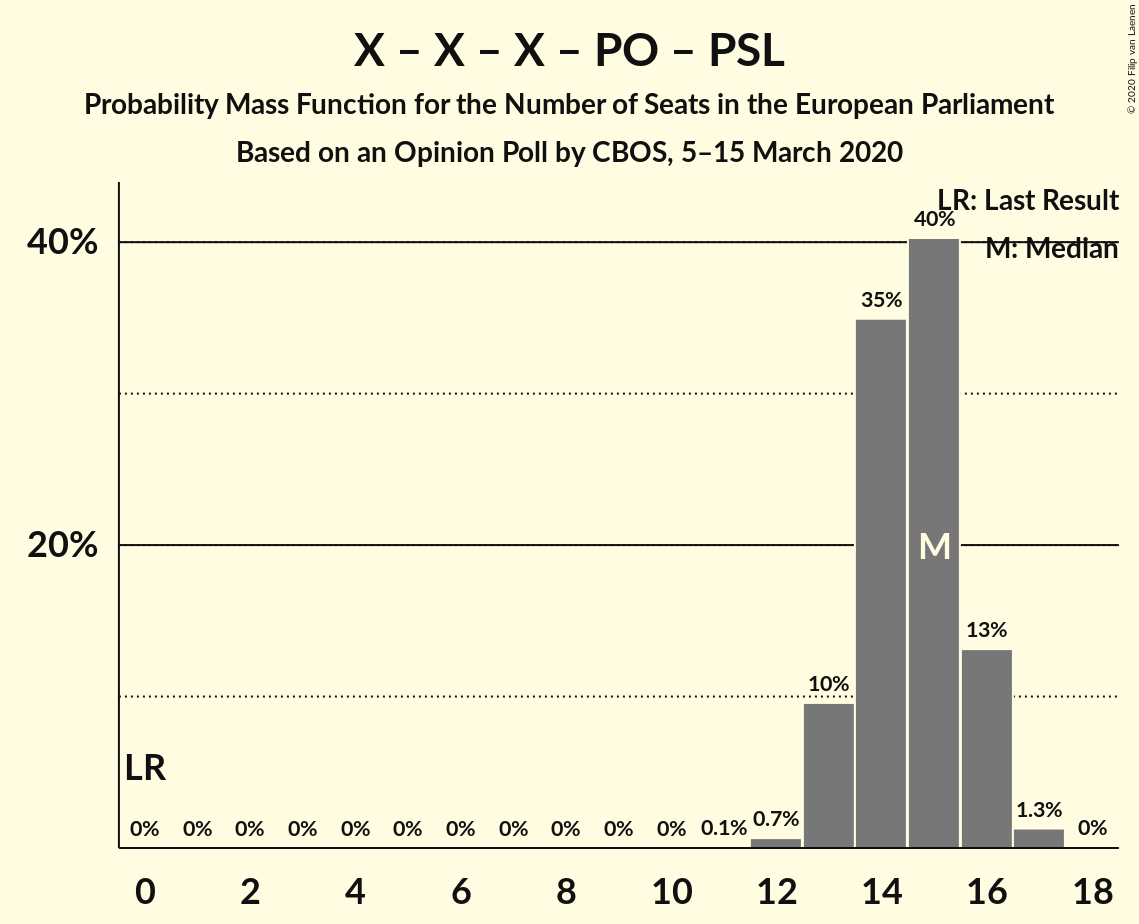 X – X – X – PO – PSL
Probability Mass Function for the Number of Seats in the European Parliament
Based on an Opinion Poll by CBOS, 5–15 March 2020
© 2020 Filip van Laenen
LR: Last Result
M: Median
40%
20%
40%
35%
M
13%
10%
LR
0% 0% 0% 0% 0% 0% 0% 0% 0% 0% 0% 0.1% 0.7% 1.3% 0%
0 2 4 6 8 10 12 14 16 18